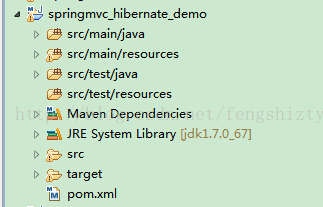 springmvc_hibernate_demo
src/main/java
src/main/resources
src/test/java
src/test/resources
Maven Dependencies
JRE System Library [jdk1.7.0_67]
src
target
pom.xml